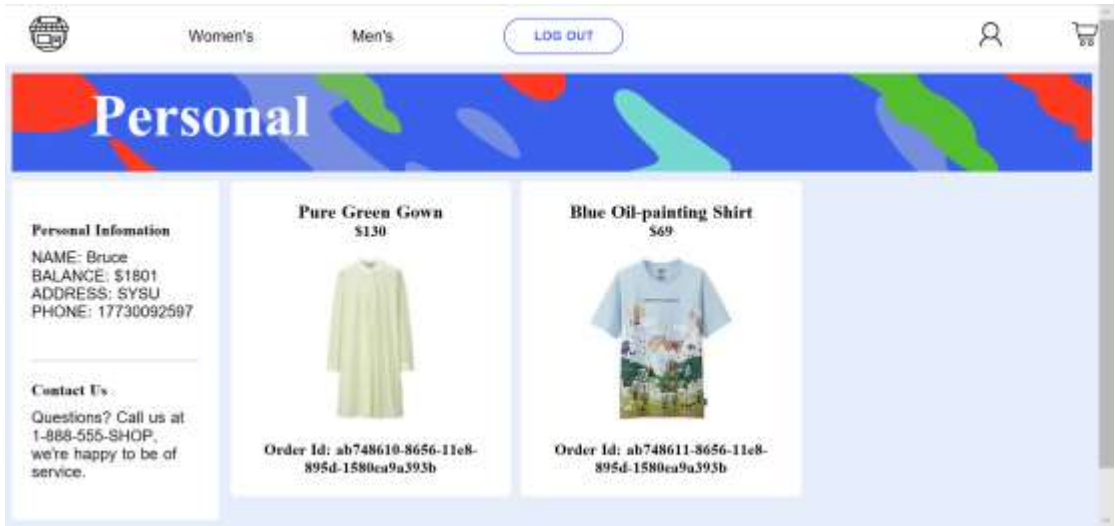 Women's
Men's
LOG OUT
Personal
Personal Infomation
NAME: Bruce
BALANCE: $1801
ADDRESS: SYSU
PHONE: 17730092597
Contact Us
Questions? Call us at
1-888-555-SHOP,
we're happy to be of
service.
Pure Green Gown
$130
Order Id: ab748610-8656-11e8-
895d-1580ea9a393b
Blue Oil-painting Shirt
$69
Order Id: ab748611-8656-11e8-
895d-1580ea9a393b